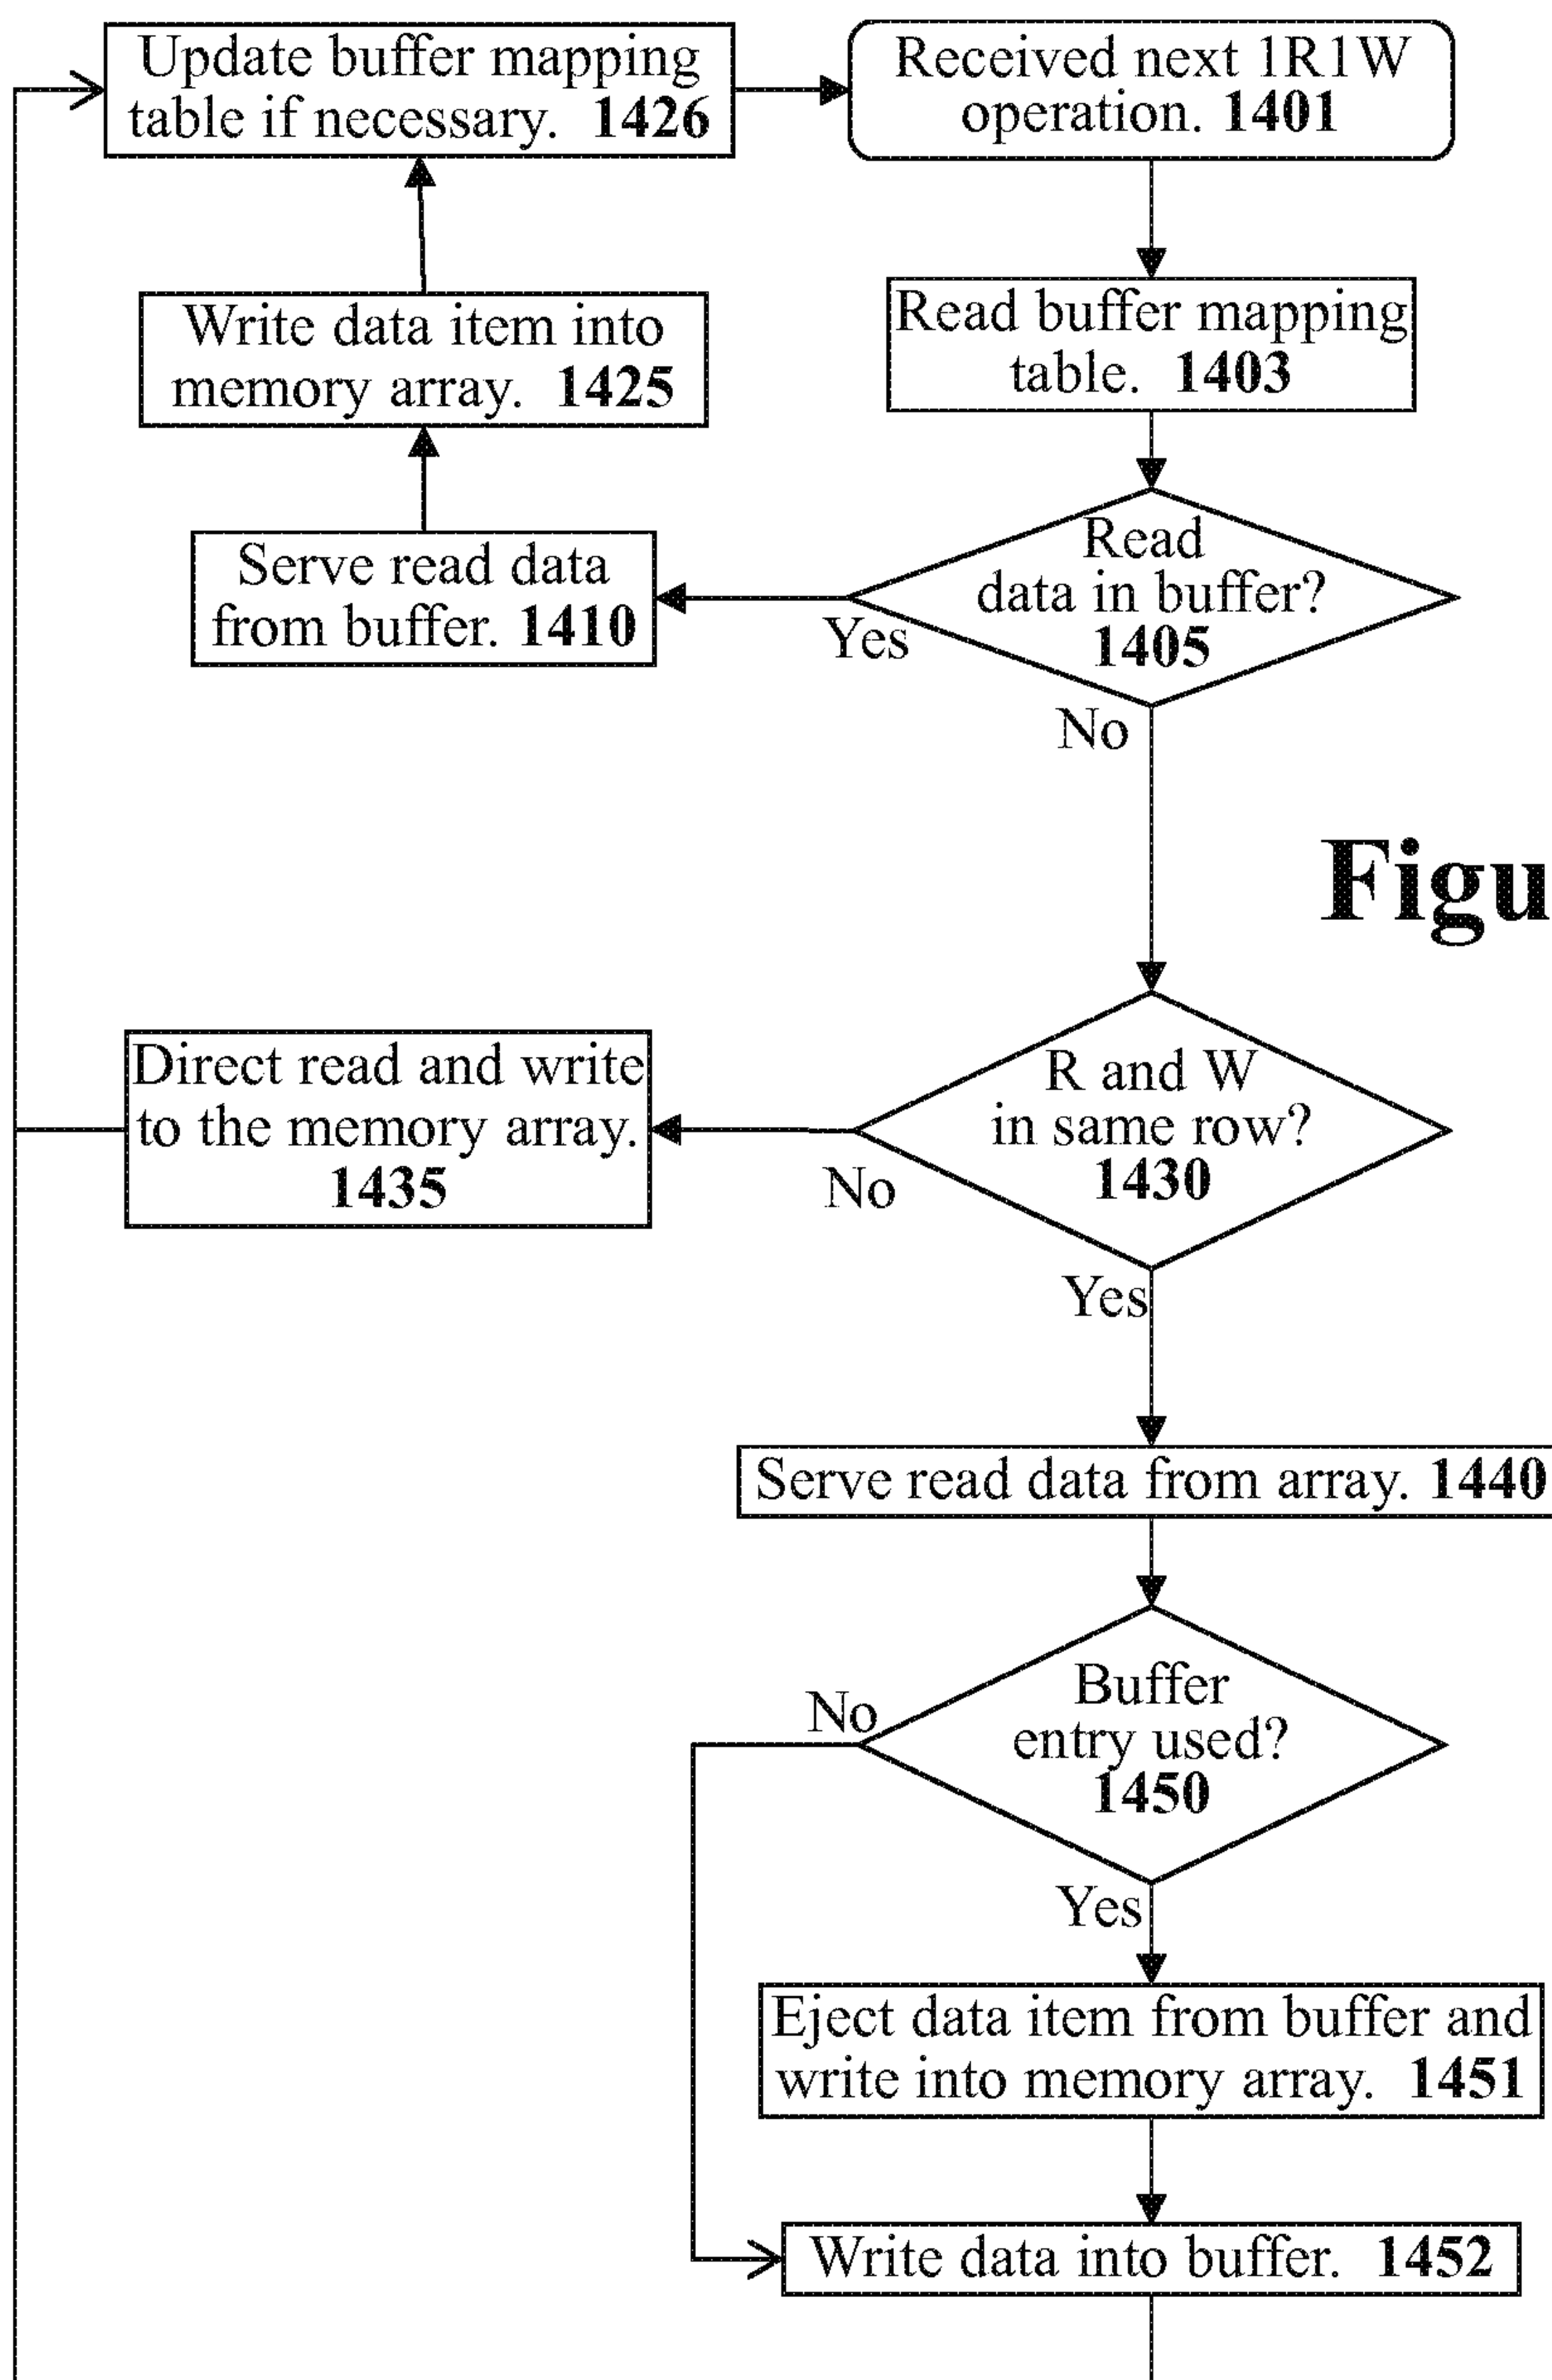 Update buffer mapping
table if necessary. 1426
Received next 1R1W
operation. 1401
Write data item into
memory array. 1425
Read buffer mapping
table. 1403
Serve read data
from buffer. 1410
Read
data in buffer?
1405
Yes
No
Figu
Direct read and write
to the memory array.
1435
R and W
in same row?
1430
No
Yes
Serve read data from array. 1440
Buffer
entry used?
1450
No
Yes
Eject data item from buffer and
write into memory array. 1451
Write data into buffer. 1452